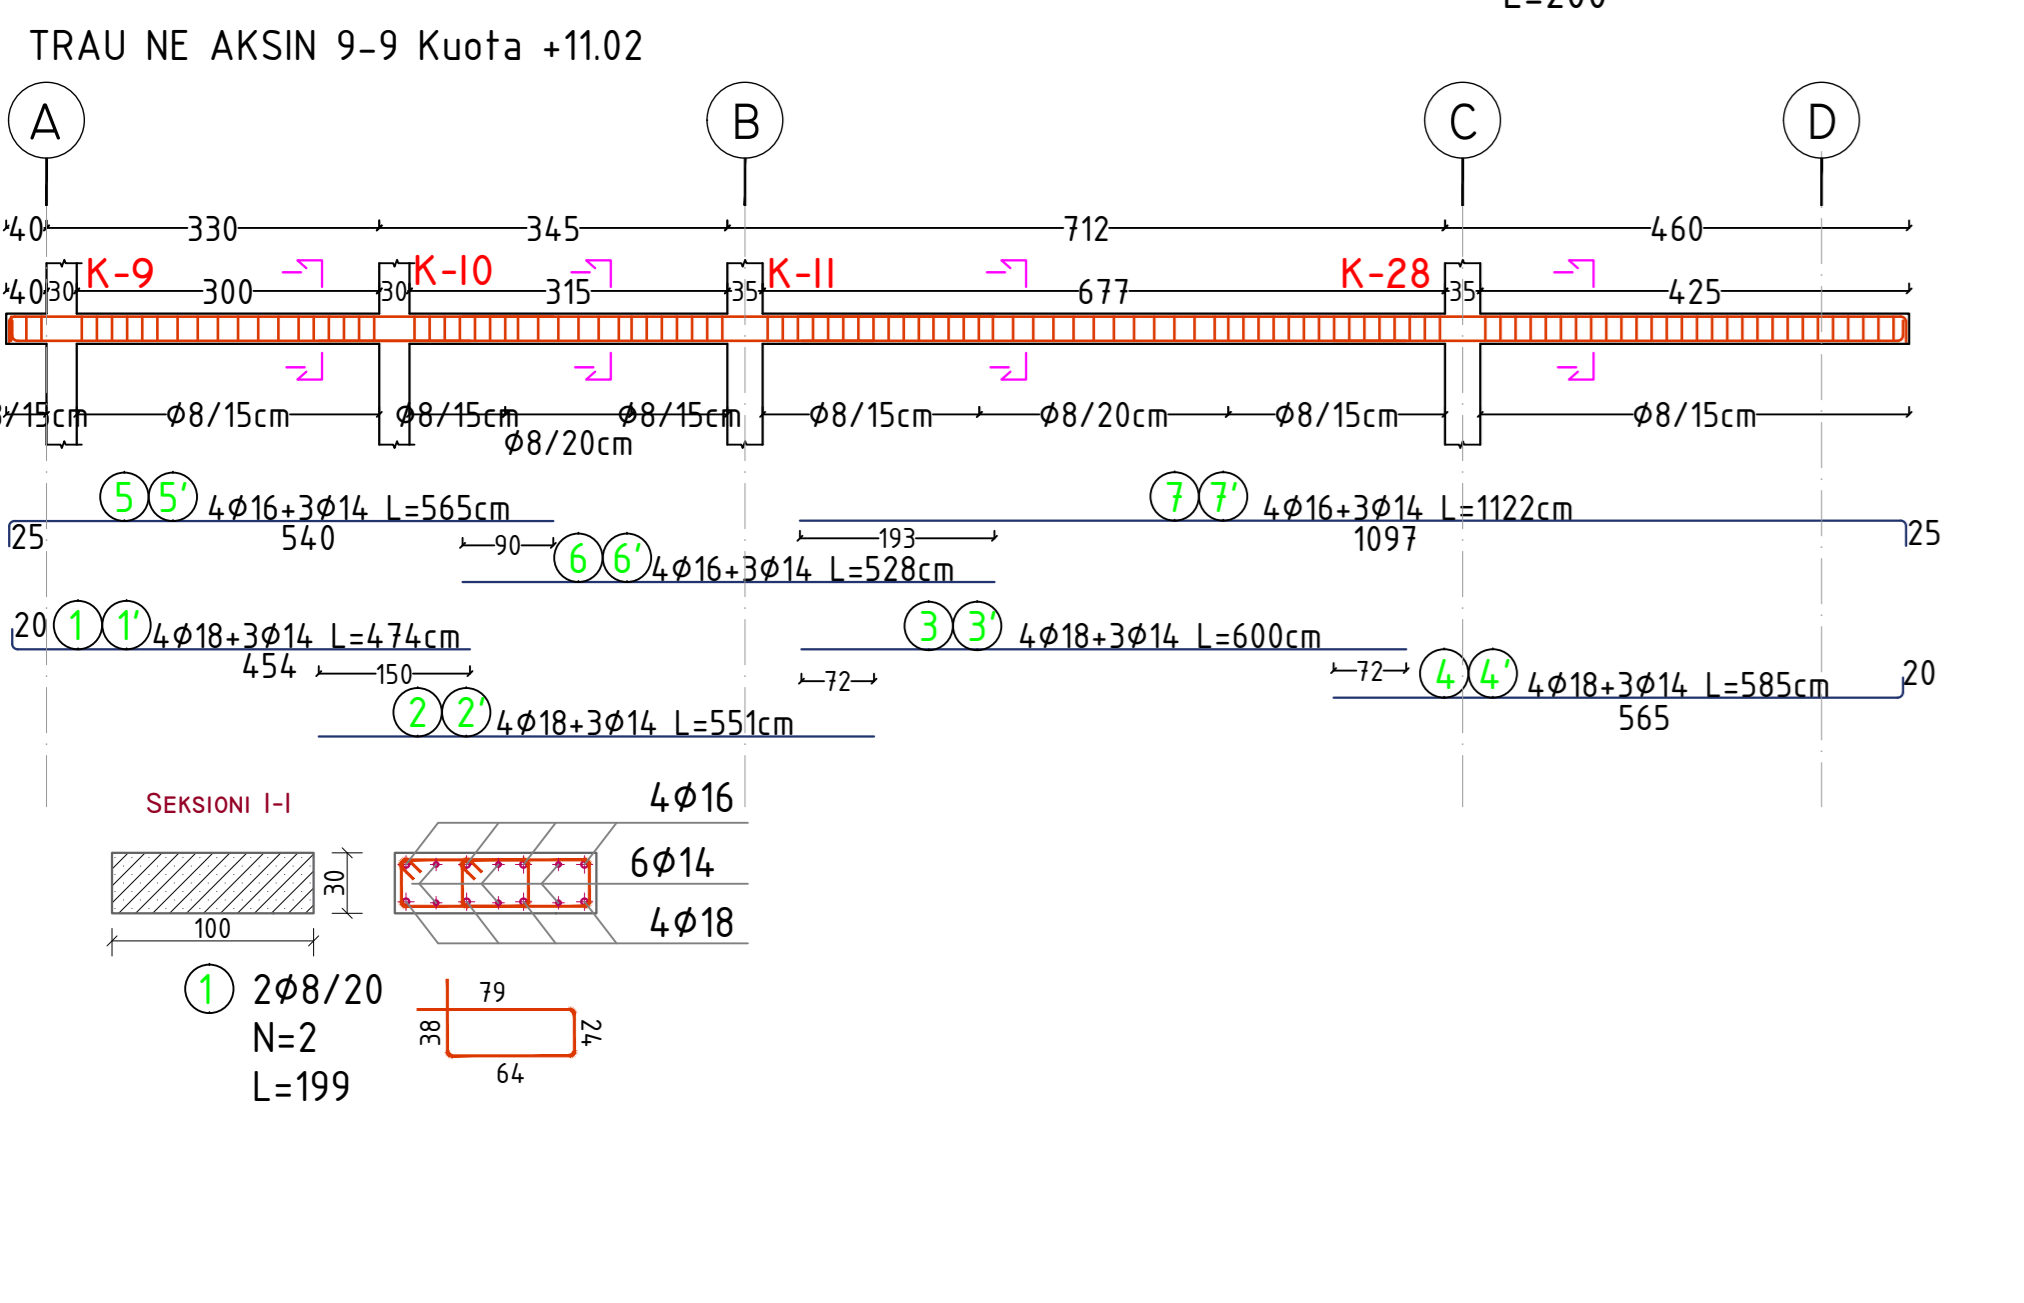 L=200
TRAU NE AKSIN 9-9 Kuota +11.02
A B C D
40 330 345 712 460
K-9 K-10 K-11 K-28
40 30 300 30 315 35 677 35 425
8/15cm ϕ8/15cm ϕ8/15cm ϕ8/15cm ϕ8/15cm ϕ8/20cm ϕ8/15cm ϕ8/15cm
ϕ8/20cm
5 5' 4ϕ16+3ϕ14 L=565cm 7 7' 4ϕ16+3ϕ14 L=1122cm
25 540 90 193 1097 25
6 6' 4ϕ16+3ϕ14 L=528cm
20 1 1' 4ϕ18+3ϕ14 L=474cm 3 3' 4ϕ18+3ϕ14 L=600cm
454 150 72 72
4 4' 4ϕ18+3ϕ14 L=585cm 20
2 2' 4ϕ18+3ϕ14 L=551cm 565
SEKSIONI I-I
4ϕ16
6ϕ14
4ϕ18
30
100
1 2ϕ8/20
N=2
L=199
79
38
24
64